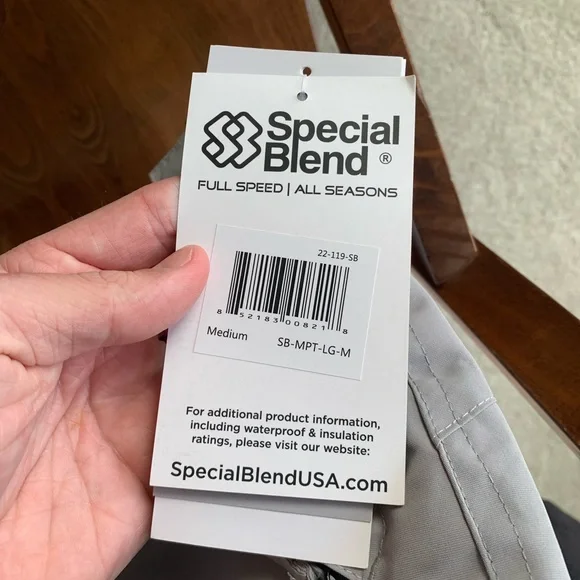 Special
Blend ®
FULL SPEED | ALL SEASONS
22-119-SB
8 52183 00821 8
Medium SB-MPT-LG-M
For additional product information,
including waterproof & insulation
ratings, please visit our website:
SpecialBlendUSA.com